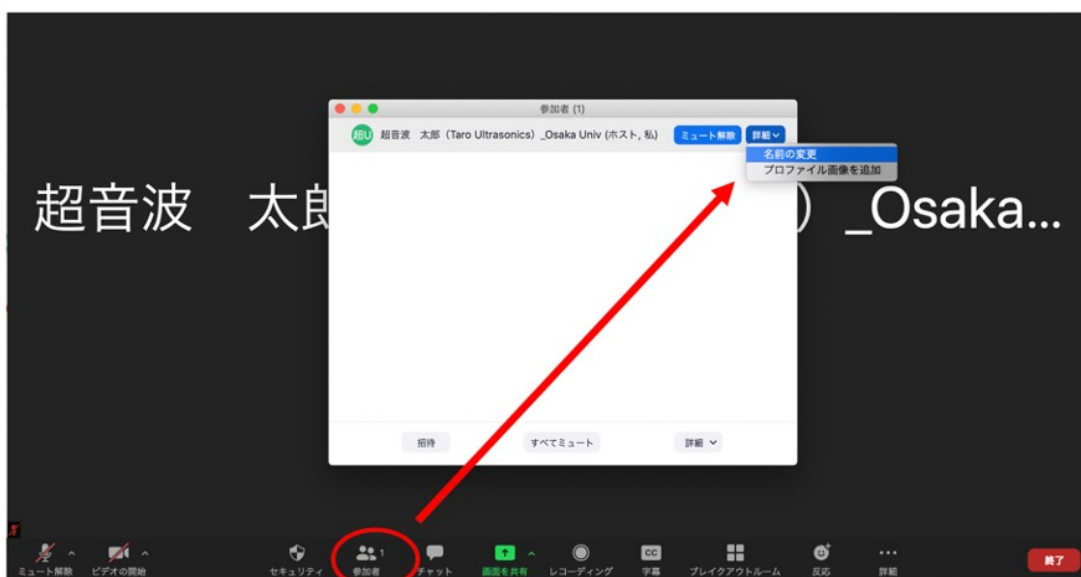 参加者 (1)
超U 超音波　太郎（Taro Ultrasonics）_Osaka Univ (ホスト, 私) ミュート解除 詳細
名前の変更
プロファイル画像を追加
超音波　太郎 ）_Osaka...
招待 すべてミュート 詳細
ミュート解除 ビデオの開始 セキュリティ 参加者 1 チャット 画面を共有 レコーディング CC 字幕 ブレイクアウトルーム 反応 詳細 終了